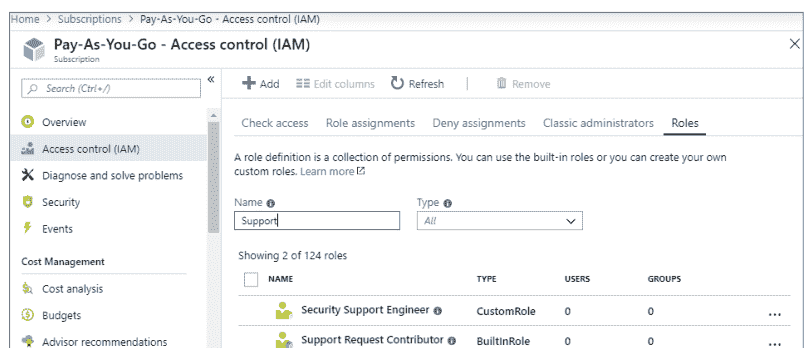 Home > Subscriptions > Pay-As-You-Go - Access control (IAM)
Pay-As-You-Go - Access control (IAM)
Subscription
Search (Ctrl+/)
«
Add
Edit columns
Refresh
Remove
Overview
Access control (IAM)
Diagnose and solve problems
Security
Events
Cost Management
Cost analysis
Budgets
Advisor recommendations
Check access Role assignments Deny assignments Classic administrators Roles
A role definition is a collection of permissions. You can use the built-in roles or you can create your own
custom roles. Learn more
Name Type
Support All
Showing 2 of 124 roles
NAME TYPE USERS GROUPS
Security Support Engineer CustomRole 0 0 ...
Support Request Contributor BuiltInRole 0 0 ...